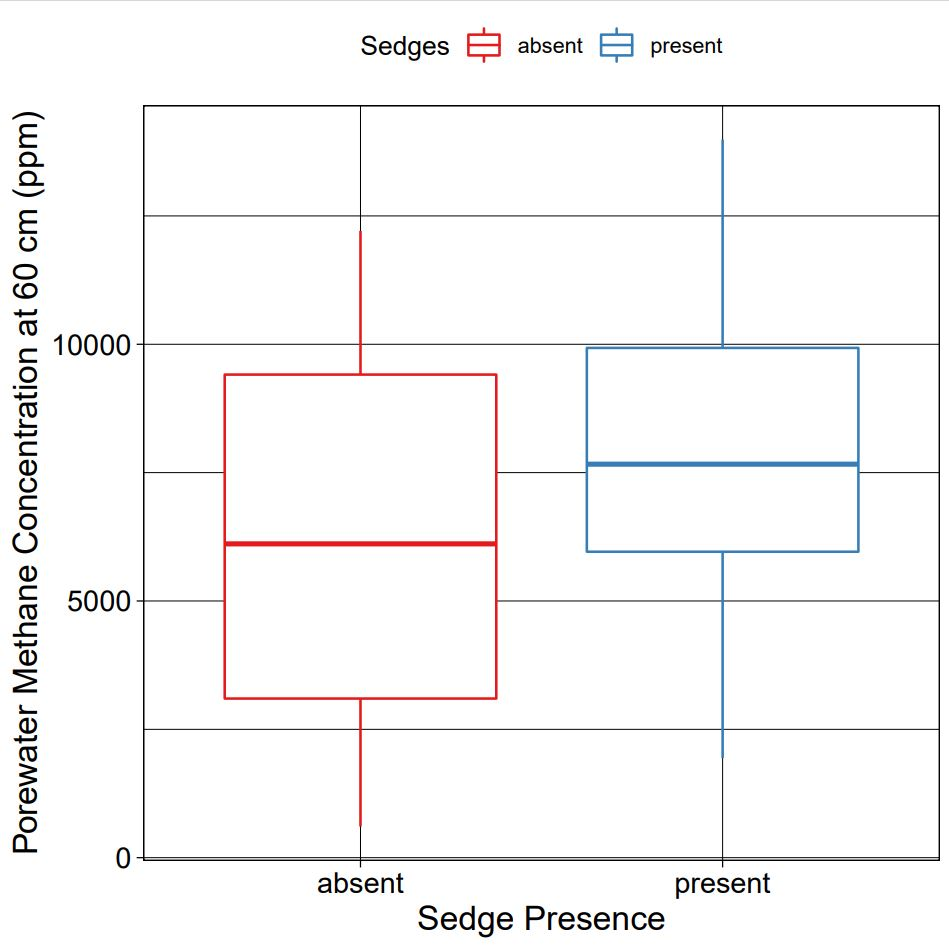 Sedges absent present
Porewater Methane Concentration at 60 cm (ppm)
10000
5000
0
absent present
Sedge Presence